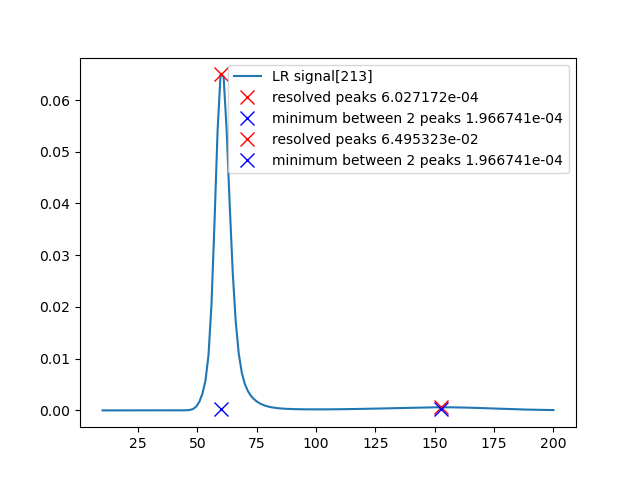 LR signal[213]
resolved peaks 6.027172e-04
minimum between 2 peaks 1.966741e-04
resolved peaks 6.495323e-02
minimum between 2 peaks 1.966741e-04
0.06
0.05
0.04
0.03
0.02
0.01
0.00
25 50 75 100 125 150 175 200